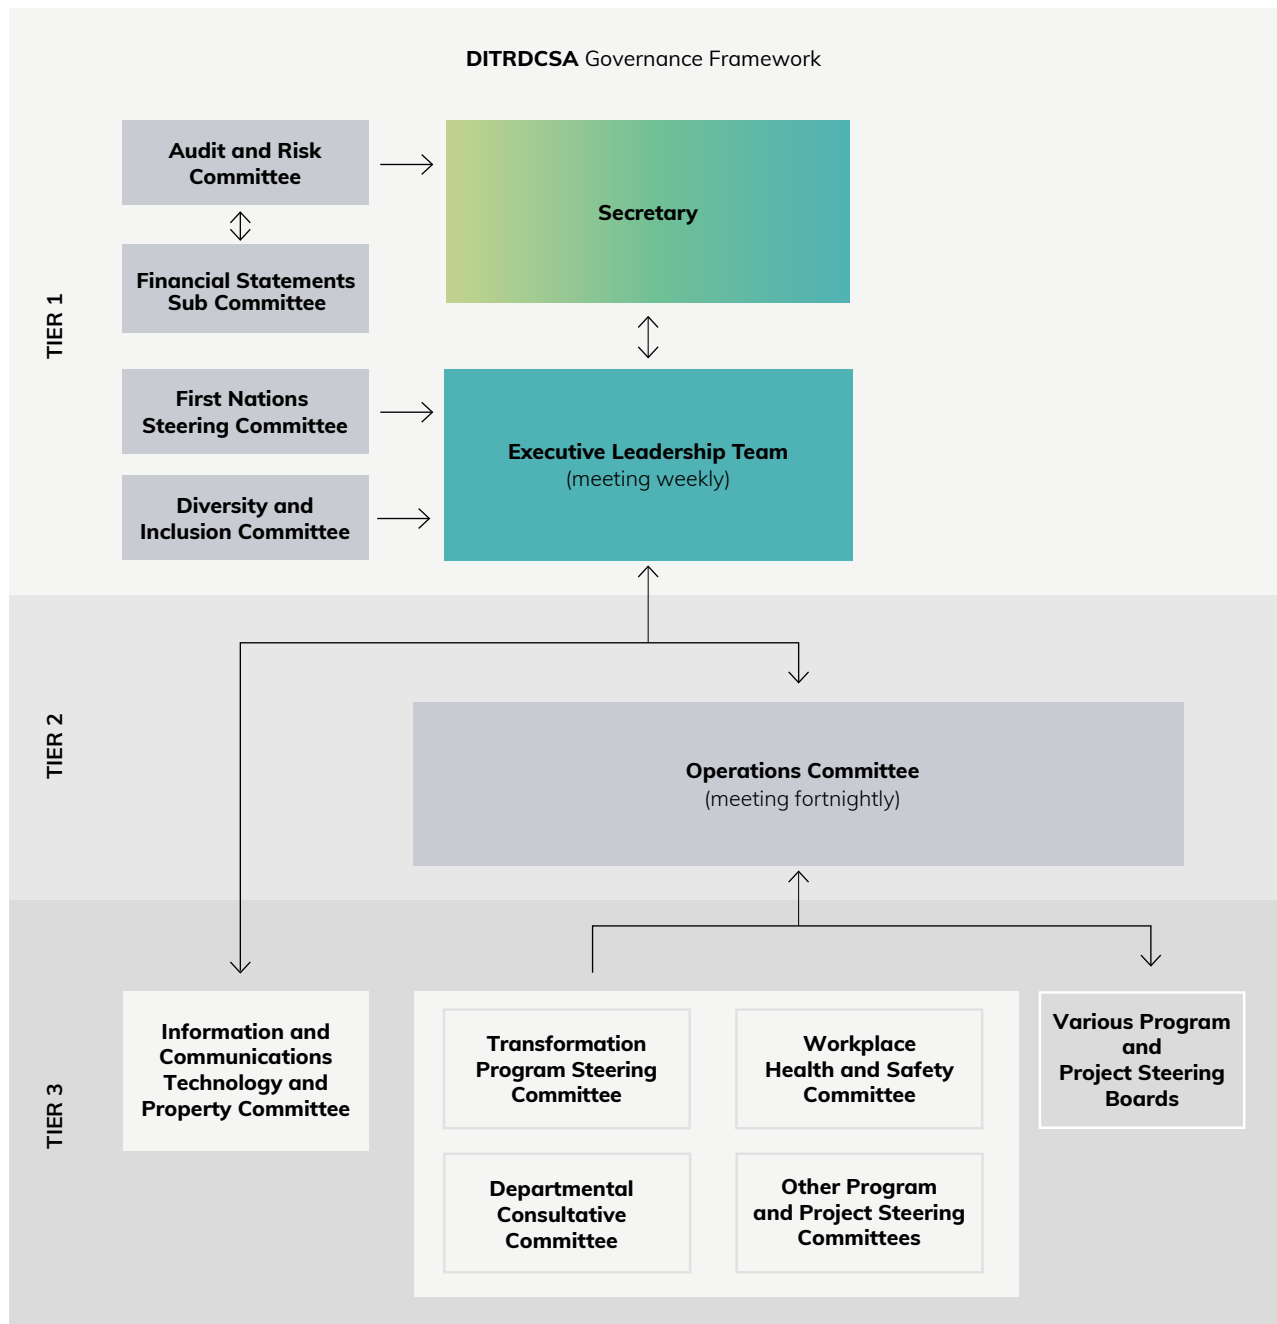 DITRDCSA Governance Framework
TIER 1
Audit and Risk
Committee
Secretary
Financial Statements
Sub Committee
First Nations
Steering Committee
Executive Leadership Team
(meeting weekly)
Diversity and
Inclusion Committee
TIER 2
Operations Committee
(meeting fortnightly)
TIER 3
Information and
Communications
Technology and
Property Committee
Transformation
Program Steering
Committee
Workplace
Health and Safety
Committee
Various Program
and
Project Steering
Boards
Departmental
Consultative
Committee
Other Program
and Project Steering
Committees